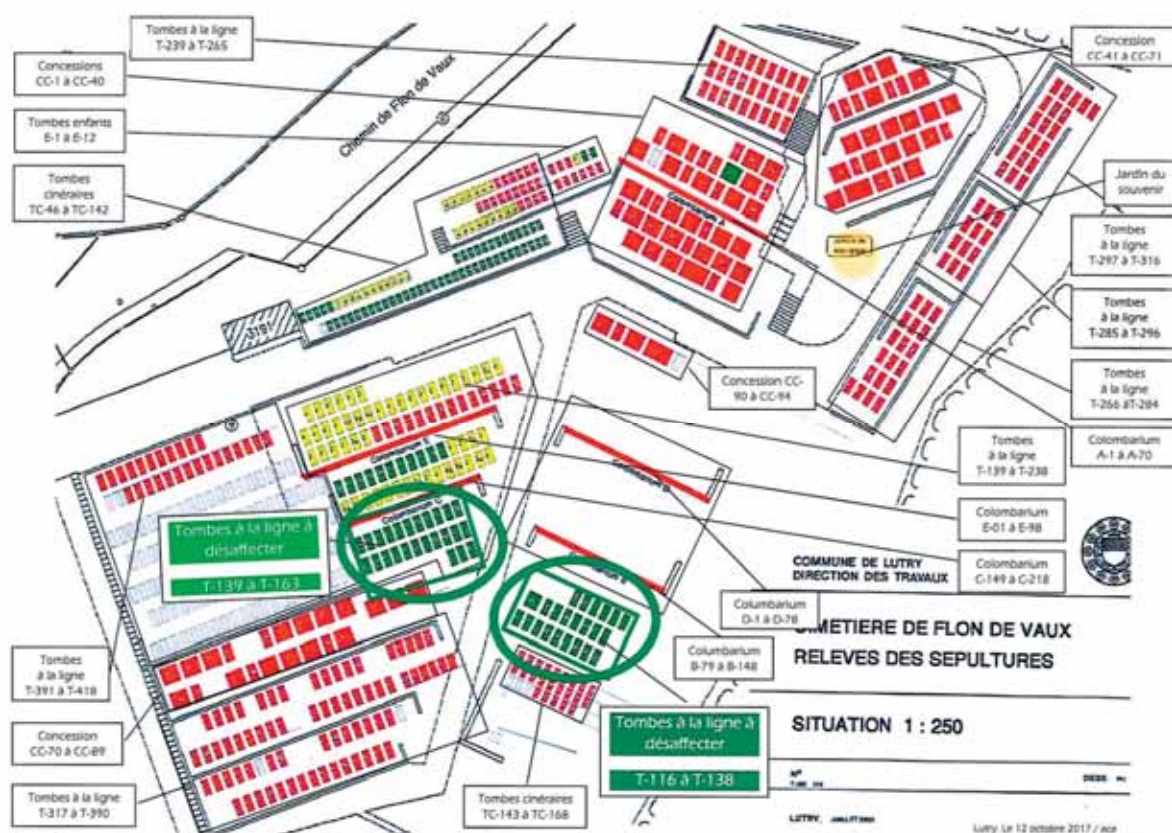 Tombes à la ligne
T-239 à T-265
Concessions
CC-1 à CC-40
Tombes enfants
E-1 à E-12
Tombes
cinéraires
TC-46 à TC-142
Chemin de Flon de Vaux
Concession
CC-41 à CC-71
Jardin du
souvenir
Tombes
à la ligne
T-297 à T-316
Tombes
à la ligne
T-285 à T-296
Tombes
à la ligne
T-266 à T-284
Colombarium
A-1 à A-70
Colombarium A
3191
Concession CC-
90 à CC-94
Tombes
à la ligne
T-139 à T-238
Colombarium
E-01 à E-98
Colombarium
C-149 à C-218
Columbarium
D-1 à D-78
Columbarium
B-79 à B-148
Tombes à la ligne à
désaffecter
T-139 à T-163
Tombes à la ligne à
désaffecter
T-116 à T-138
Tombes
à la ligne
T-391 à T-418
Concession
CC-70 à CC-89
Tombes à la ligne
T-317 à T-390
Tombes cinéraires
TC-143 à TC-168
COMMUNE DE LUTRY
DIRECTION DES TRAVAUX
CIMETIERE DE FLON DE VAUX
RELEVES DES SEPULTURES
SITUATION 1 : 250
LUTRY,
Lutry, Le 12 octobre 2017 / aca